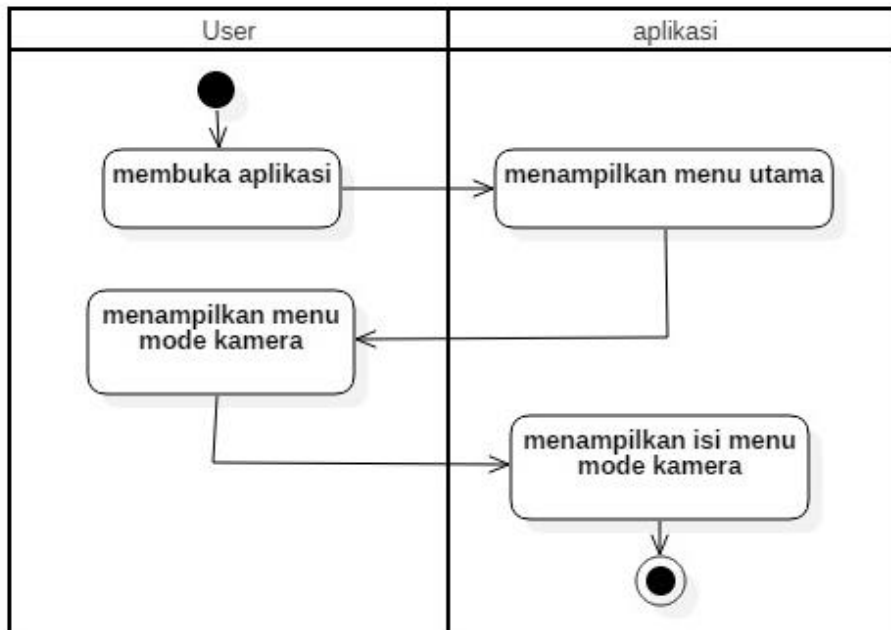 User
aplikasi
membuka aplikasi
menampilkan menu utama
menampilkan menu
mode kamera
menampilkan isi menu
mode kamera